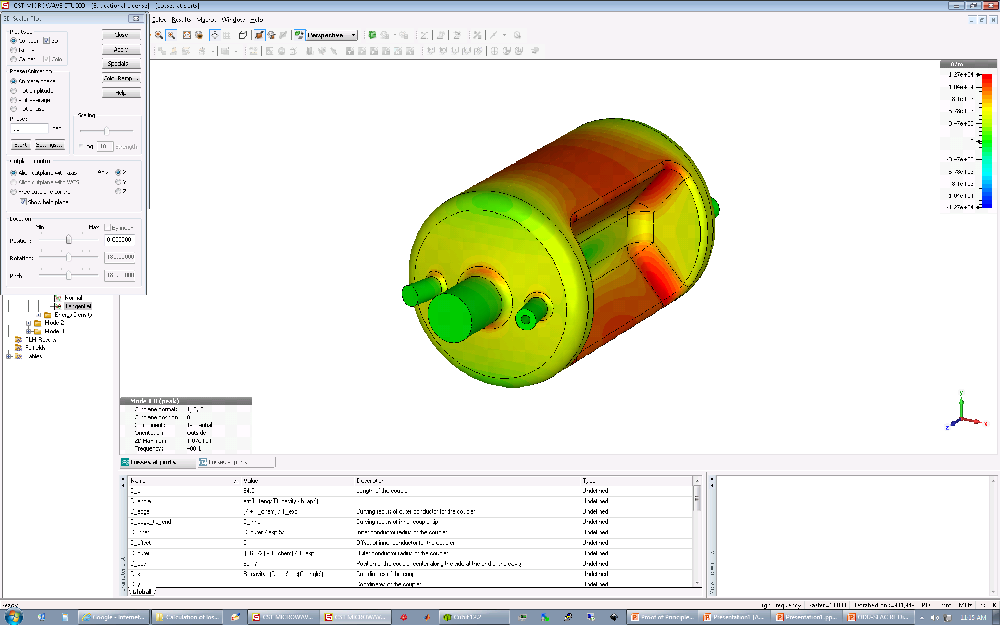 CST MICROWAVE STUDIO - [Educational License] - [Losses at ports]
2D Scalar Plot
Solve Results Macros Window Help
Plot type
Contour 3D
Isoline
Carpet Color
Close
Apply
Specials...
Color Ramp...
Help
Perspective
Phase/Animation
Animate phase
Plot amplitude
Plot average
Plot phase
Phase:
90 deg.
Start Settings...
Scaling
log 10 Strength
Cutplane control
Align cutplane with axis
Align cutplane with WCS
Free cutplane control
Show help plane
Axis: X
Y
Z
Location
Min Max By index
Position: 0.000000
Rotation: 180.00000
Pitch: 180.00000
Normal
Tangential
Energy Density
Mode 2
Mode 3
TLM Results
Farfields
Tables
A/m
1.27e+04
1.04e+04
8.1e+03
5.78e+03
3.47e+03
0
-3.47e+03
-5.78e+03
-8.1e+03
-1.04e+04
-1.27e+04
y
x
z
Mode 1 H (peak)
Cutplane normal: 1, 0, 0
Cutplane position: 0
Component: Tangential
Orientation: Outside
2D Maximum: 1.07e+04
Frequency: 400.1
Losses at ports Losses at ports
Name / Value Description Type
C_L 64.5 Length of the coupler Undefined
C_angle atn(L_tang/(R_cavity - b_apt)) Undefined
C_edge (7 + T_chem) / T_exp Curving radius of outer conductor for the coupler Undefined
C_edge_tip_end C_inner Curving radius of inner coupler tip Undefined
C_inner C_outer / exp(5/6) Inner conductor radius of the coupler Undefined
C_offset 0 Offset of inner conductor for the coupler Undefined
C_outer ((36.0/2) + T_chem) / T_exp Outer conductor radius of the coupler Undefined
C_pos 80 - 7 Position of the coupler center along the side at the end of the cavity Undefined
C_x R_cavity - (C_pos*cos(C_angle)) Coordinates of the coupler Undefined
C_y 0 Coordinates of the coupler Undefined
Global
Parameter List
Message Window
Ready
High Frequency Raster=10.000 Tetrahedrons=931,949 PEC mm MHz ps K
Google - Internet... Calculation of los... CST MICROWAV... CST MICROWAV... Cubit 12.2 Proof of Principle... Presentation1 [A... Presentation1.pp... ODU-SLAC RF Di... 11:15 AM